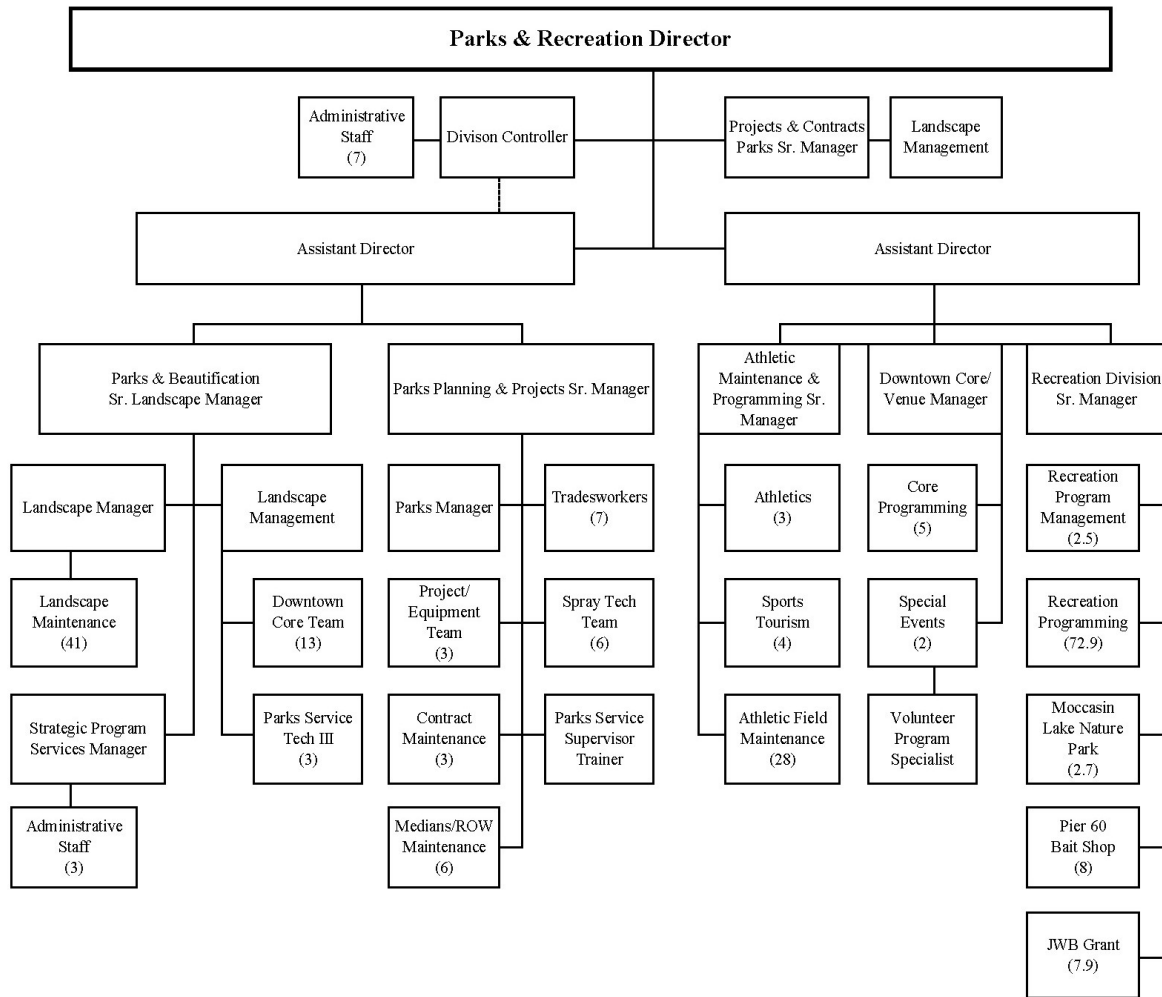 Parks & Recreation Director
Administrative
Staff
(7)
Divison Controller
Projects & Contracts
Parks Sr. Manager
Landscape
Management
Assistant Director
Assistant Director
Parks & Beautification
Sr. Landscape Manager
Parks Planning & Projects Sr. Manager
Athletic
Maintenance &
Programming Sr.
Manager
Downtown Core/
Venue Manager
Recreation Division
Sr. Manager
Landscape Manager
Landscape
Management
Parks Manager
Tradesworkers
(7)
Athletics
(3)
Core
Programming
(5)
Recreation
Program
Management
(2.5)
Landscape
Maintenance
(41)
Downtown
Core Team
(13)
Project/
Equipment
Team
(3)
Spray Tech
Team
(6)
Sports
Tourism
(4)
Special
Events
(2)
Recreation
Programming
(72.9)
Strategic Program
Services Manager
Parks Service
Tech III
(3)
Contract
Maintenance
(3)
Parks Service
Supervisor
Trainer
Athletic Field
Maintenance
(28)
Volunteer
Program
Specialist
Moccasin
Lake Nature
Park
(2.7)
Administrative
Staff
(3)
Medians/ROW
Maintenance
(6)
Pier 60
Bait Shop
(8)
JWB Grant
(7.9)